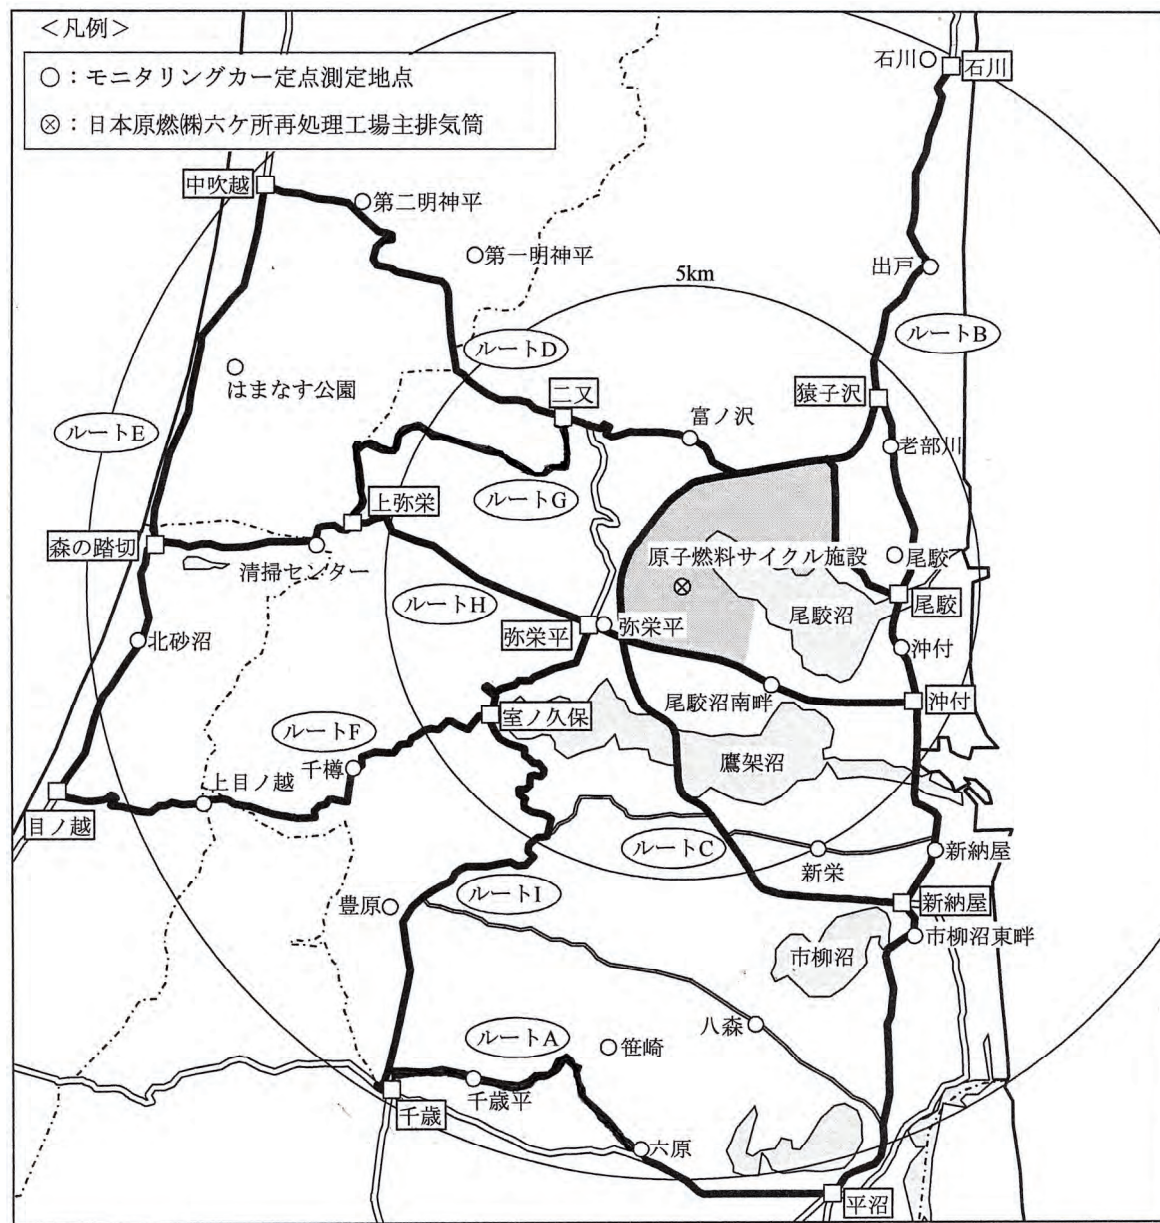 <凡例>
○：モニタリングカー定点測定地点
⊗：日本原燃㈱六ケ所再処理工場主排気筒
石川
石川
中吹越
第二明神平
第一明神平
出戸
5km
ルートB
ルートD
はまなす公園
二又
猿子沢
富ノ沢
老部川
ルートE
ルートG
上弥栄
森の踏切
清掃センター
原子燃料サイクル施設
尾駮
尾駮沼
尾駮
ルートH
弥栄平
弥栄平
北砂沼
沖付
尾駮沼南畔
沖付
室ノ久保
ルートF
千樽
鷹架沼
上目ノ越
目ノ越
ルートC
新栄
新納屋
ルートI
豊原
新納屋
市柳沼
市柳沼東畔
八森
ルートA
笹崎
千歳平
千歳
六原
平沼